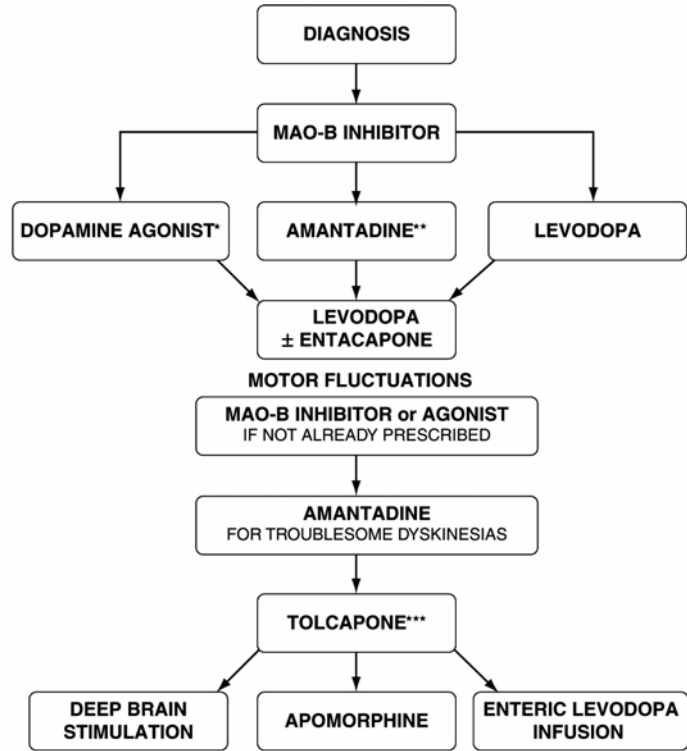 DIAGNOSIS
MAO-B INHIBITOR
DOPAMINE AGONIST*
AMANTADINE**
LEVODOPA
LEVODOPA
± ENTACAPONE
MOTOR FLUCTUATIONS
MAO-B INHIBITOR or AGONIST
IF NOT ALREADY PRESCRIBED
AMANTADINE
FOR TROUBLESOME DYSKINESIAS
TOLCAPONE***
DEEP BRAIN
STIMULATION
APOMORPHINE
ENTERIC LEVODOPA
INFUSION